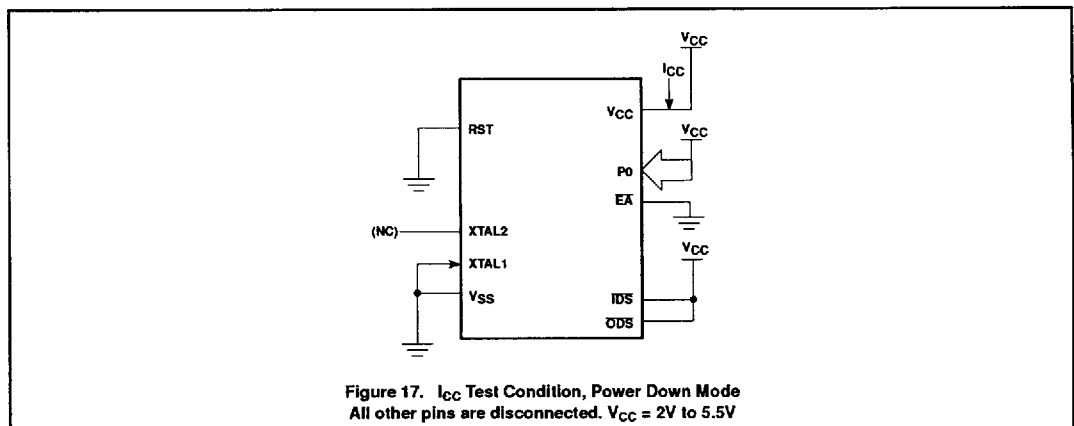 VCC
ICC
VCC
RST
VCC
P0
EA
(NC)
XTAL2
VCC
XTAL1
VSS
IDS
ODS
Figure 17. ICC Test Condition, Power Down Mode
All other pins are disconnected. VCC = 2V to 5.5V